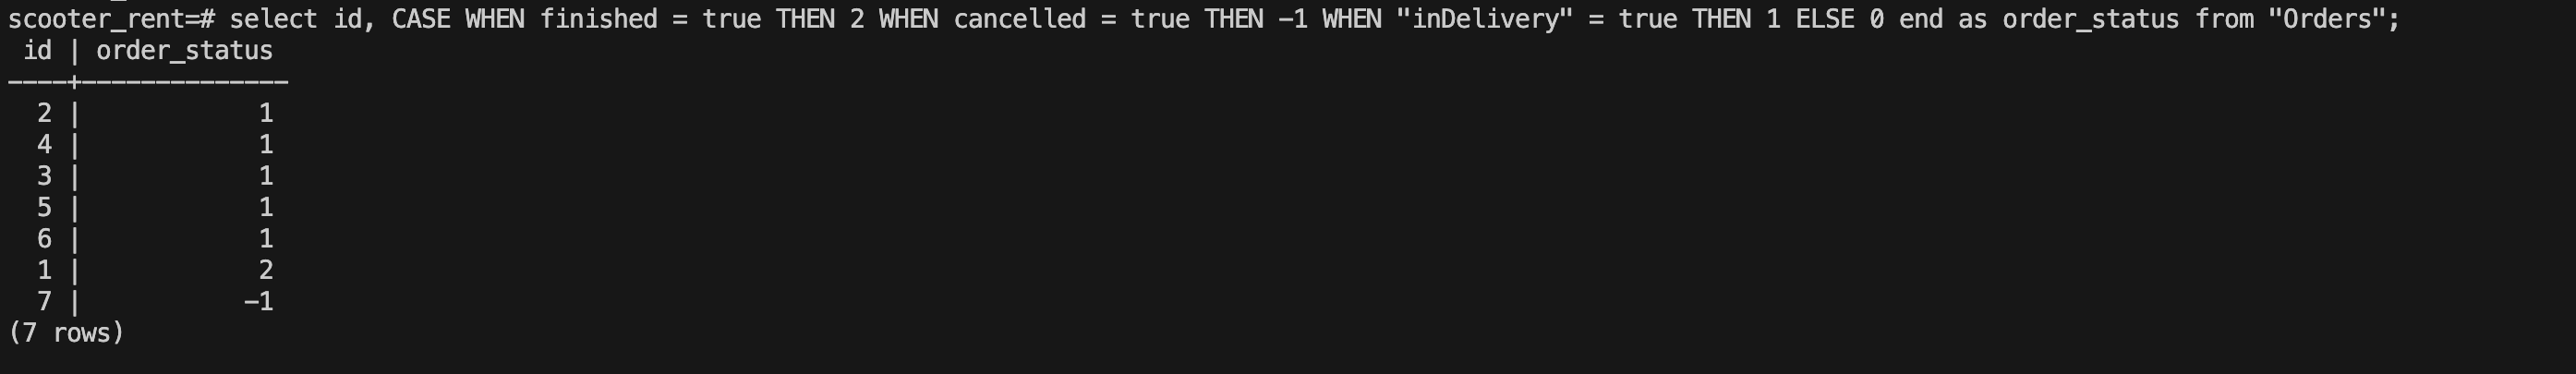 scooter_rent=# select id, CASE WHEN finished = true THEN 2 WHEN cancelled = true THEN -1 WHEN "inDelivery" = true THEN 1 ELSE 0 end as order_status from "Orders";
 id | order_status
----+--------------
  2 |            1
  4 |            1
  3 |            1
  5 |            1
  6 |            1
  1 |            2
  7 |           -1
(7 rows)